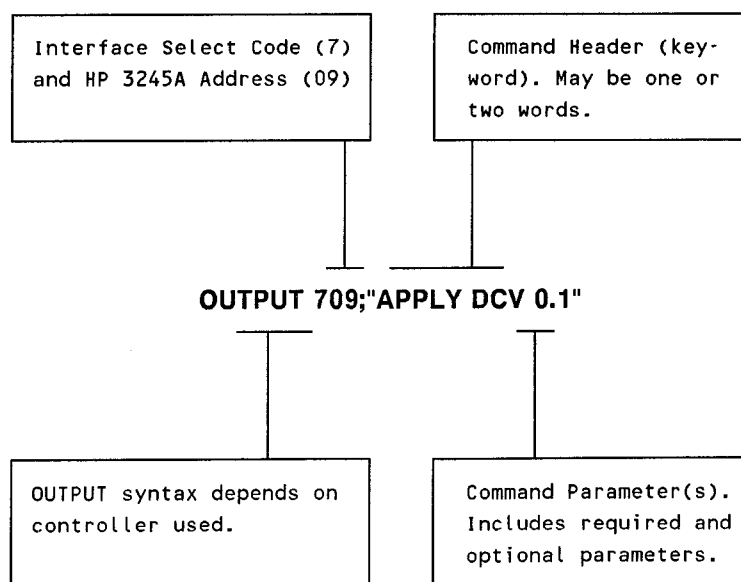 Interface Select Code (7)
and HP 3245A Address (09)
Command Header (key-
word). May be one or
two words.
OUTPUT 709;"APPLY DCV 0.1"
OUTPUT syntax depends on
controller used.
Command Parameter(s).
Includes required and
optional parameters.